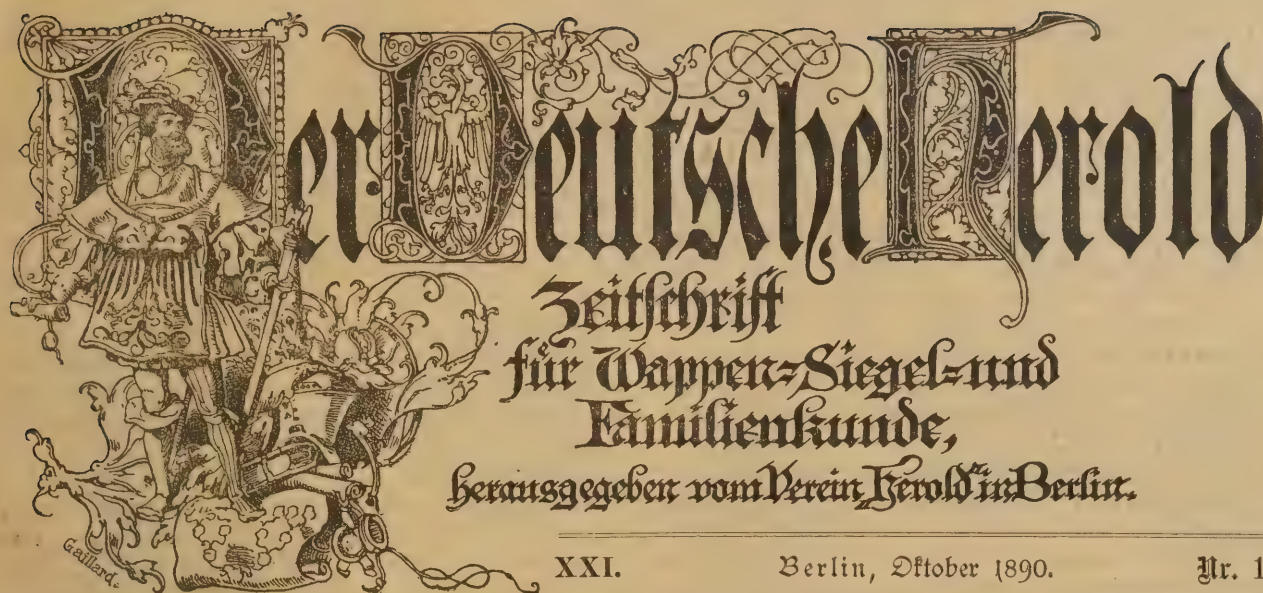 Der Deutsche Herold
Zeitschrift
für Wappen-Siegel-und
Familienkunde,
herausgegeben vom Verein „Herold“ in Berlin.
Gaillard.
XXI. Berlin, Oktober 1890. Nr. 1